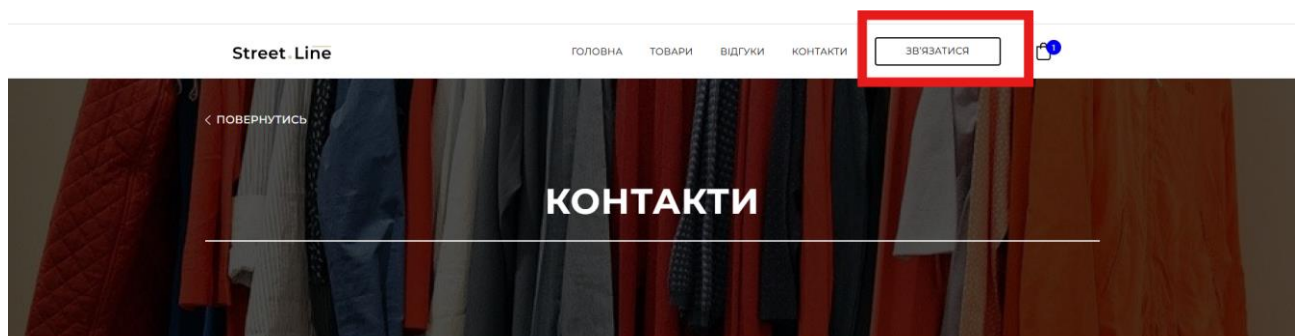 Street.Line ГОЛОВНА ТОВАРИ ВІДГУКИ КОНТАКТИ ЗВ'ЯЗАТИСЯ 1
< ПОВЕРНУТИСЬ
КОНТАКТИ